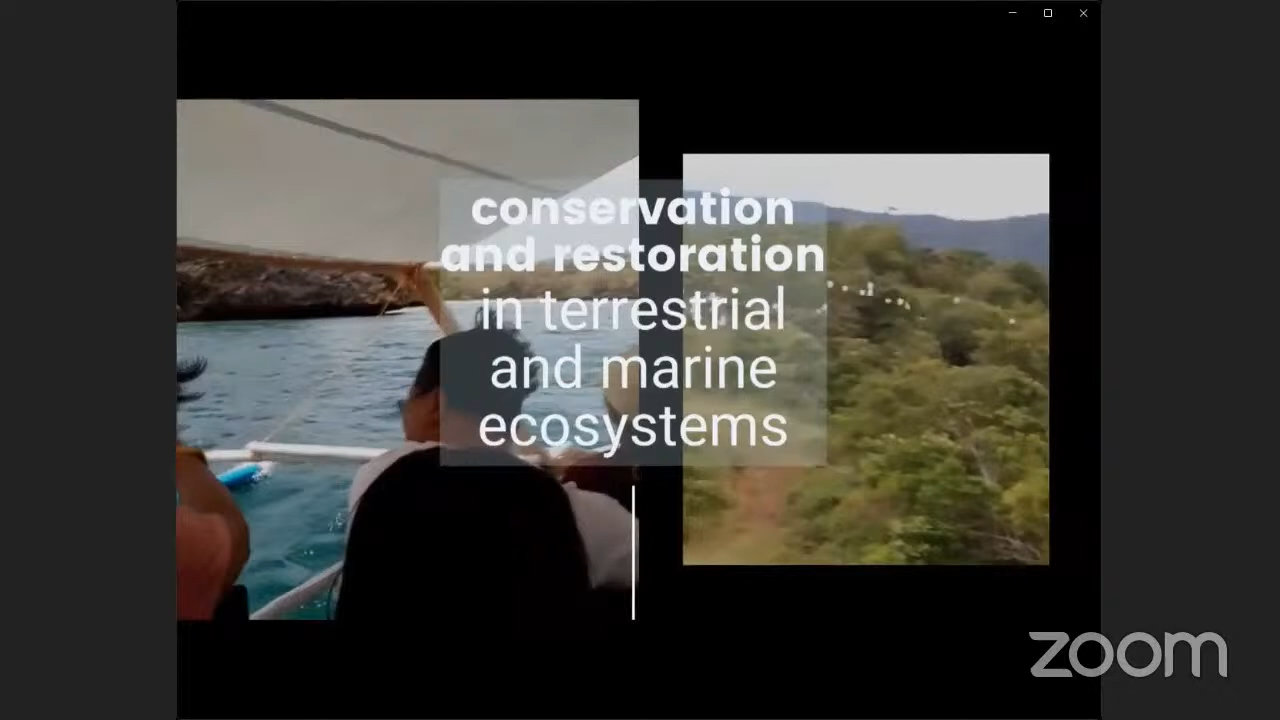 conservation
and restoration
in terrestrial
and marine
ecosystems
zoom